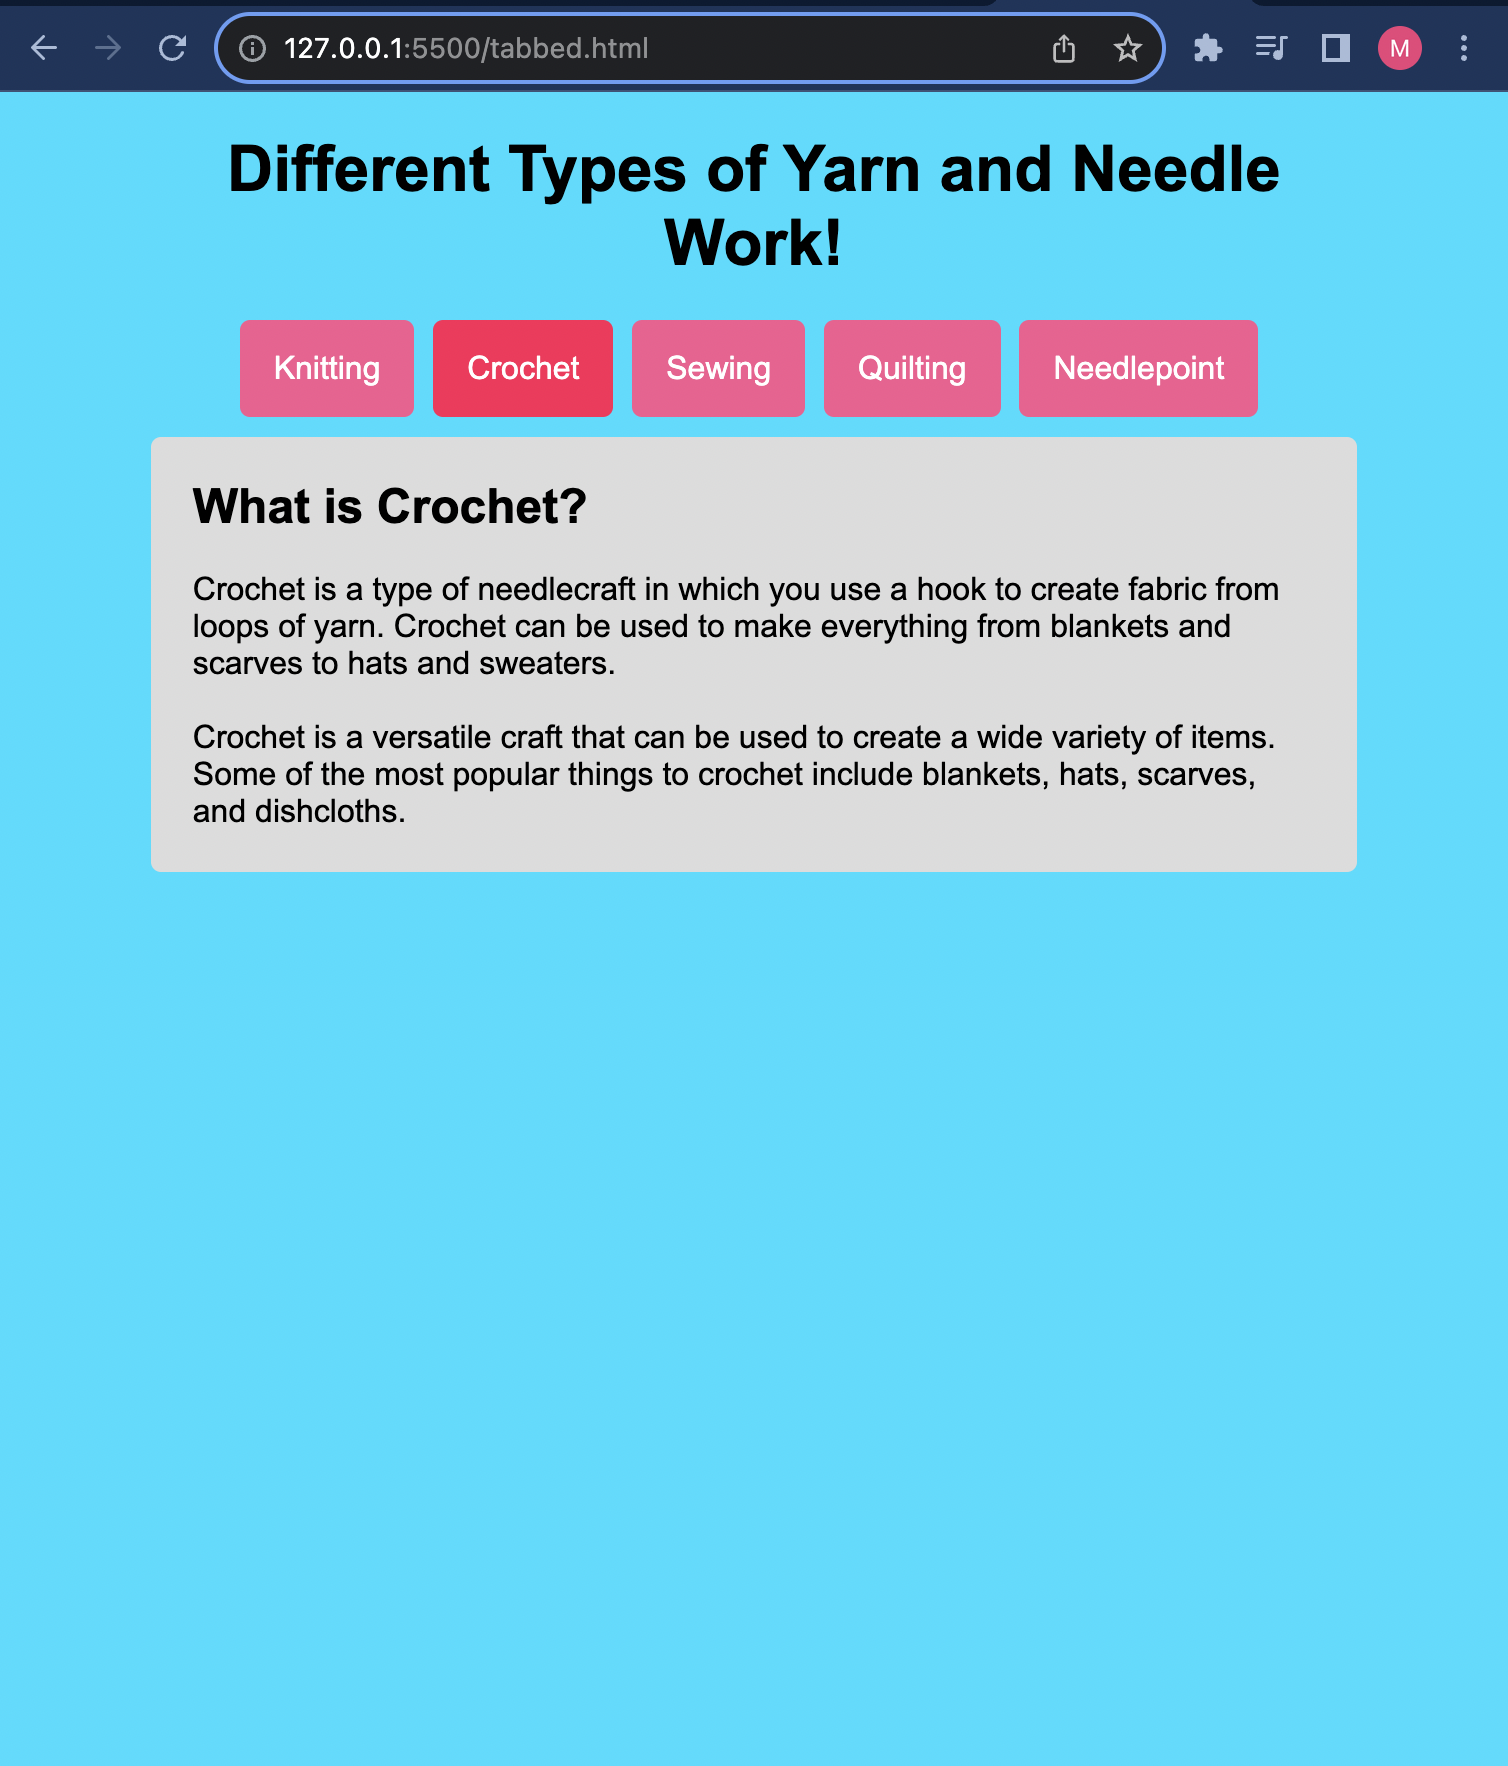 127.0.0.1:5500/tabbed.html
M
Different Types of Yarn and Needle
Work!
Knitting Crochet Sewing Quilting Needlepoint
What is Crochet?
Crochet is a type of needlecraft in which you use a hook to create fabric from
loops of yarn. Crochet can be used to make everything from blankets and
scarves to hats and sweaters.
Crochet is a versatile craft that can be used to create a wide variety of items.
Some of the most popular things to crochet include blankets, hats, scarves,
and dishcloths.